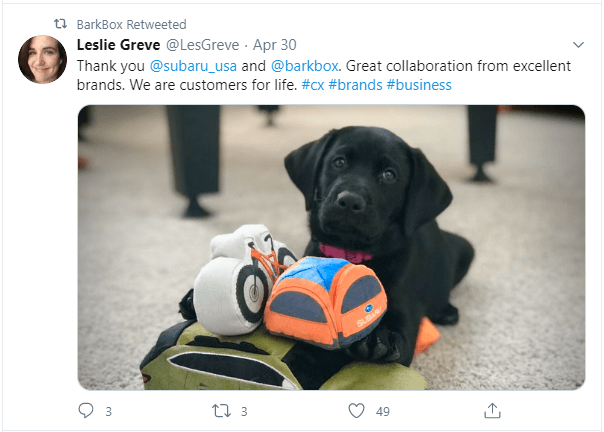 BarkBox Retweeted
Leslie Greve @LesGreve · Apr 30
Thank you @subaru_usa and @barkbox. Great collaboration from excellent
brands. We are customers for life. #cx #brands #business
SUBARU
3
3
49